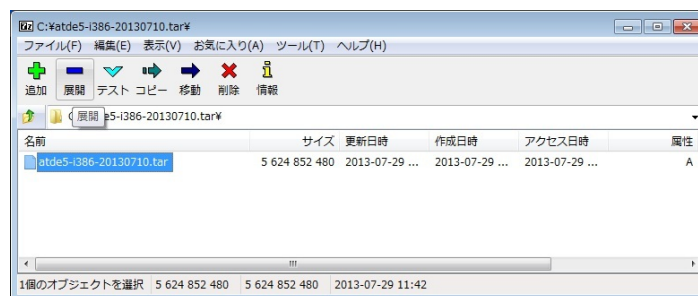 C:¥atde5-i386-20130710.tar¥
ファイル(F) 編集(E) 表示(V) お気に入り(A) ツール(T) ヘルプ(H)
追加 展開 テスト コピー 移動 削除 情報
展開 e5-i386-20130710.tar¥
名前 サイズ 更新日時 作成日時 アクセス日時 属性
atde5-i386-20130710.tar 5 624 852 480 2013-07-29 ... 2013-07-29 ... 2013-07-29 ... A
1個のオブジェクトを選択 5 624 852 480 5 624 852 480 2013-07-29 11:42